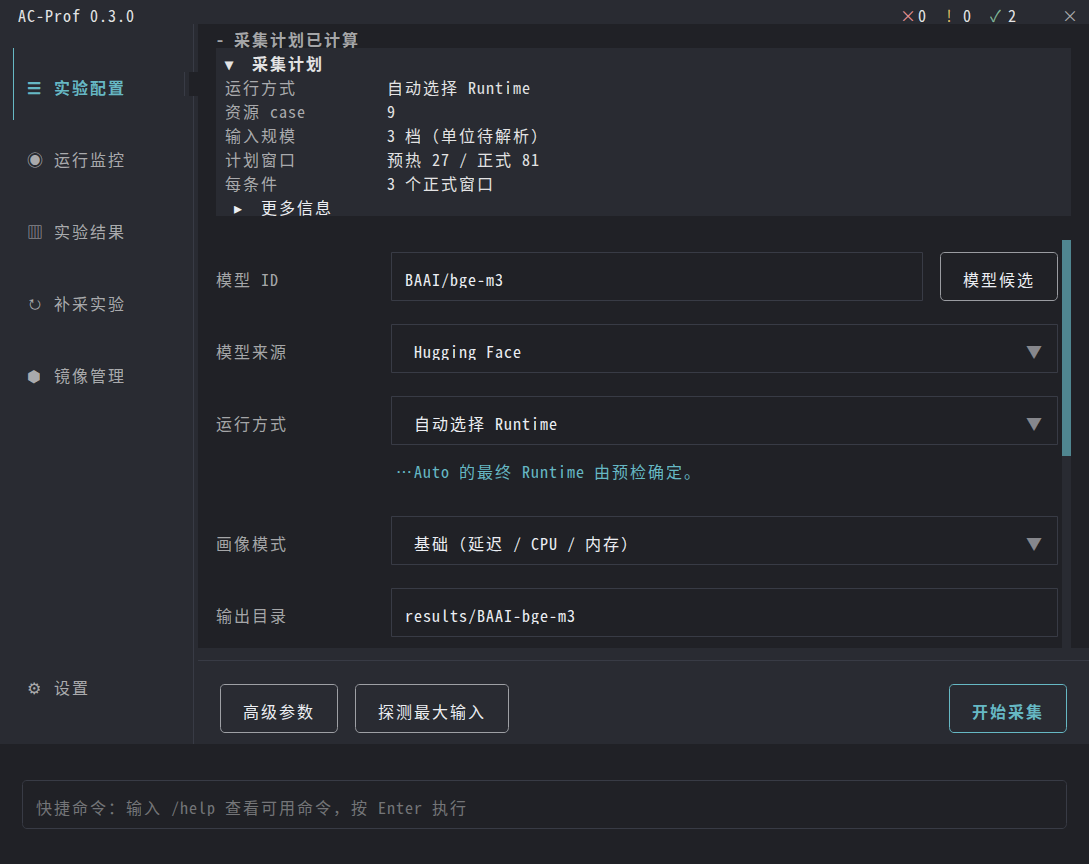 AC-Prof 0.3.0
× 0 ! 0 ✓ 2 ×
- 采集计划已计算
▼ 采集计划
运行方式 自动选择 Runtime
资源 case 9
输入规模 3 档（单位待解析）
计划窗口 预热 27 / 正式 81
每条件 3 个正式窗口
▸ 更多信息
☰ 实验配置
◉ 运行监控
▥ 实验结果
↻ 补采实验
⬢ 镜像管理
⚙ 设置
模型 ID BAAI/bge-m3 模型候选
模型来源 Hugging Face ▼
运行方式 自动选择 Runtime ▼
…Auto 的最终 Runtime 由预检确定。
画像模式 基础（延迟 / CPU / 内存） ▼
输出目录 results/BAAI-bge-m3
高级参数 探测最大输入 开始采集
快捷命令：输入 /help 查看可用命令，按 Enter 执行